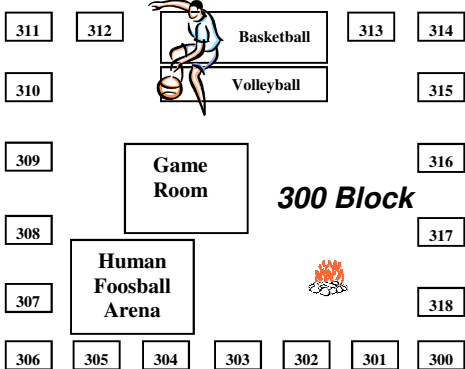 311 312 Basketball 313 314
310 Volleyball 315
309 Game Room 316
300 Block
308 317
Human Foosball Arena
307 318
306 305 304 303 302 301 300